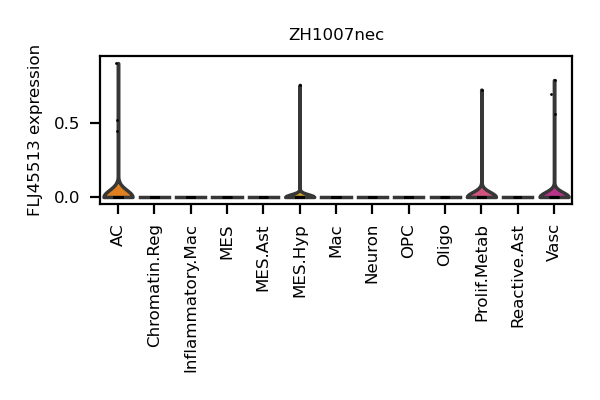 ZH1007nec
FLJ45513 expression
0.5
0.0
AC
Chromatin.Reg
Inflammatory.Mac
MES
MES.Ast
MES.Hyp
Mac
Neuron
OPC
Oligo
Prolif.Metab
Reactive.Ast
Vasc